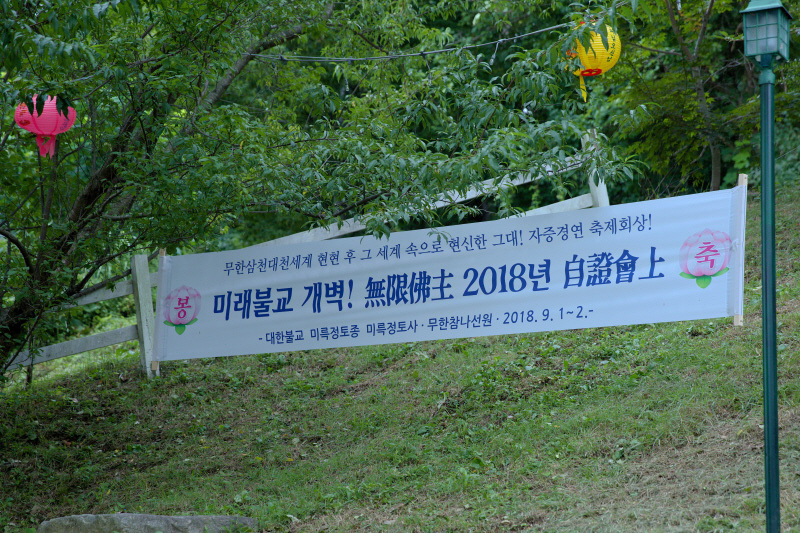 무한삼천대천세계 현현 후 그 세계 속으로 현신한 그대! 자증경연 축제회상!
봉 미래불교 개벽! 無限佛主 2018년 自證會上 축
- 대한불교 미륵정토종 미륵정토사 · 무한참나선원 · 2018. 9. 1~2. -